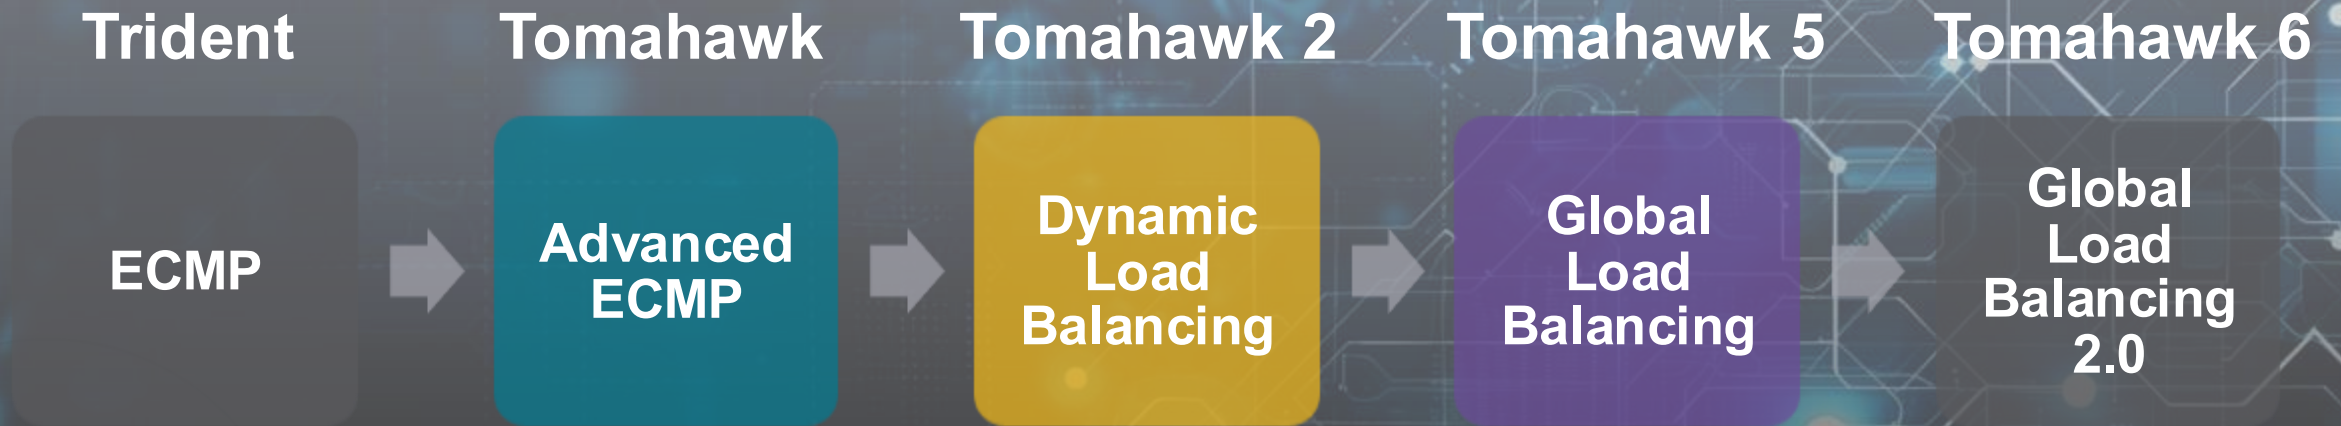 Trident
Tomahawk
Tomahawk 2
Tomahawk 5
Tomahawk 6
ECMP
Advanced
ECMP
Dynamic
Load
Balancing
Global
Load
Balancing
Global
Load
Balancing
2.0